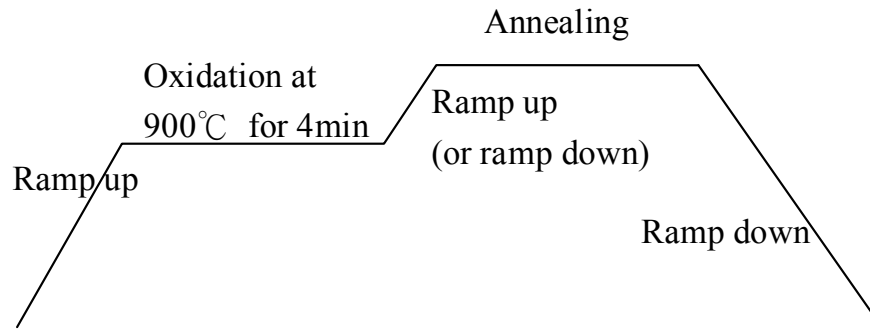 Annealing
Oxidation at
900℃ for 4min
Ramp up
(or ramp down)
Ramp up
Ramp down